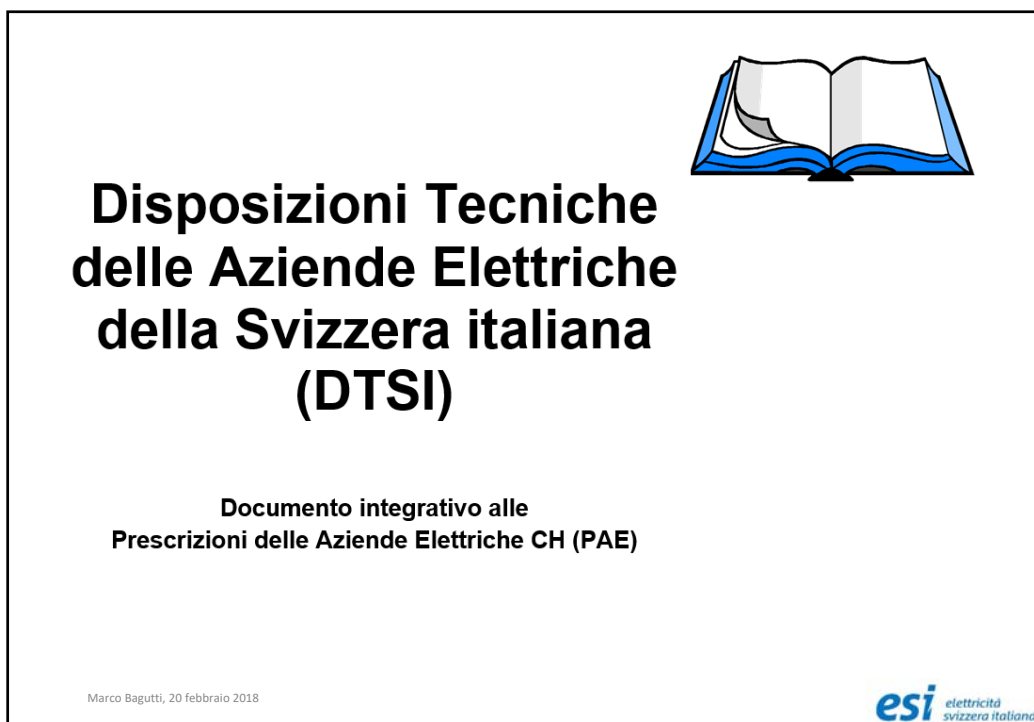 Disposizioni Tecniche
delle Aziende Elettriche
della Svizzera italiana
(DTSI)
Documento integrativo alle
Prescrizioni delle Aziende Elettriche CH (PAE)
Marco Bagutti, 20 febbraio 2018
esi elettricità
svizzera italiana